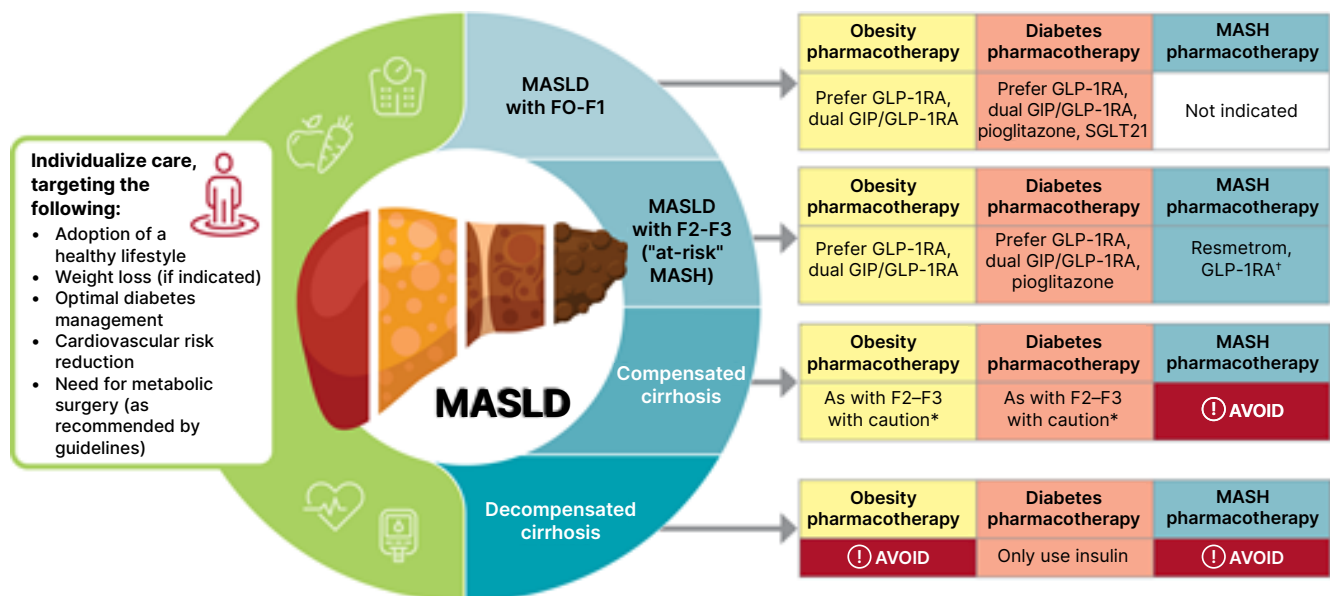 Individualize care,
targeting the
following:
• Adoption of a
healthy lifestyle
• Weight loss (if indicated)
• Optimal diabetes
management
• Cardiovascular risk
reduction
• Need for metabolic
surgery (as
recommended by
guidelines)
MASLD
MASLD
with FO-F1
MASLD
with F2-F3
("at-risk"
MASH)
Compensated
cirrhosis
Decompensated
cirrhosis
Obesity
pharmacotherapy
Diabetes
pharmacotherapy
MASH
pharmacotherapy
Prefer GLP-1RA,
dual GIP/GLP-1RA
Prefer GLP-1RA,
dual GIP/GLP-1RA,
pioglitazone, SGLT21
Not indicated
Obesity
pharmacotherapy
Diabetes
pharmacotherapy
MASH
pharmacotherapy
Prefer GLP-1RA,
dual GIP/GLP-1RA
Prefer GLP-1RA,
dual GIP/GLP-1RA,
pioglitazone
Resmetrom,
GLP-1RA†
Obesity
pharmacotherapy
Diabetes
pharmacotherapy
MASH
pharmacotherapy
As with F2–F3
with caution*
As with F2–F3
with caution*
! AVOID
Obesity
pharmacotherapy
Diabetes
pharmacotherapy
MASH
pharmacotherapy
! AVOID
Only use insulin
! AVOID